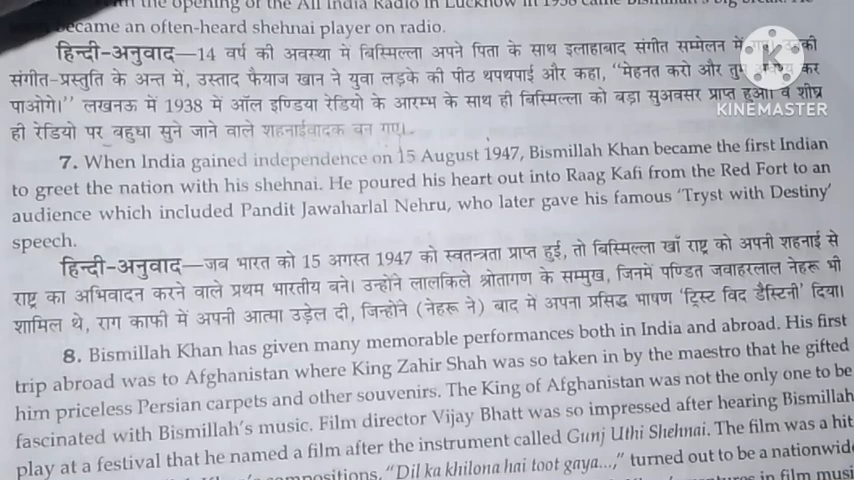 the opening of the All India Radio in Lucknow in 1938 came Bismillah's big break. He
became an often-heard shehnai player on radio.
हिन्दी-अनुवाद—14 वर्ष की अवस्था में बिस्मिल्ला अपने पिता के साथ इलाहाबाद संगीत सम्मेलन में
संगीत-प्रस्तुति के अन्त में, उस्ताद फैयाज खान ने युवा लड़के की पीठ थपथपाई और कहा, "मेहनत करो और तुम कर
पाओगे।" लखनऊ में 1938 में ऑल इण्डिया रेडियो के आरम्भ के साथ ही बिस्मिल्ला को बड़ा सुअवसर प्राप्त हुआ। वे शीघ्र
ही रेडियो पर बहुधा सुने जाने वाले शहनाईवादक बन गए।
KINEMASTER
7. When India gained independence on 15 August 1947, Bismillah Khan became the first Indian
to greet the nation with his shehnai. He poured his heart out into Raag Kafi from the Red Fort to an
audience which included Pandit Jawaharlal Nehru, who later gave his famous 'Tryst with Destiny'
speech.
हिन्दी-अनुवाद—जब भारत को 15 अगस्त 1947 को स्वतन्त्रता प्राप्त हुई, तो बिस्मिल्ला खाँ राष्ट्र को अपनी शहनाई से
राष्ट्र का अभिवादन करने वाले प्रथम भारतीय बने। उन्होंने लालकिले श्रोतागण के सम्मुख, जिनमें पण्डित जवाहरलाल नेहरू भी
शामिल थे, राग काफी में अपनी आत्मा उड़ेल दी, जिन्होंने (नेहरू ने) बाद में अपना प्रसिद्ध भाषण 'ट्रिस्ट विद डैस्टिनी' दिया।
8. Bismillah Khan has given many memorable performances both in India and abroad. His first
trip abroad was to Afghanistan where King Zahir Shah was so taken in by the maestro that he gifted
him priceless Persian carpets and other souvenirs. The King of Afghanistan was not the only one to be
fascinated with Bismillah's music. Film director Vijay Bhatt was so impressed after hearing Bismillah
play at a festival that he named a film after the instrument called Gunj Uthi Shehnai. The film was a hit
compositions, "Dil ka khilona hai toot gaya...," turned out to be a nationwide
in film musi